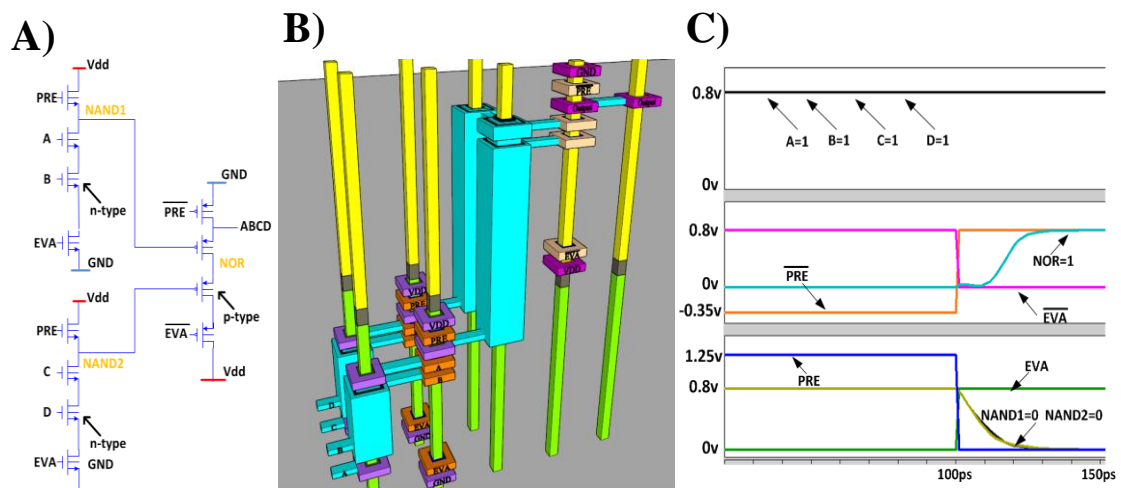 A)
Vdd
PRE
NAND1
A
B
n-type
EVA
GND
GND
PRE
ABCD
NOR
p-type
EVA
Vdd
Vdd
PRE
NAND2
C
D
n-type
EVA
GND
B)
GND
PRE
Output
Output
EVA
VDD
VDD
PRE
VDD
PRE
A
B
D
C
B
A
EVA
GND
EVA
GND
C)
0.8v
A=1 B=1 C=1 D=1
0v
0.8v
PRE
NOR=1
0v
-0.35v
EVA
1.25v
PRE
EVA
0.8v
NAND1=0 NAND2=0
0v
100ps 150ps